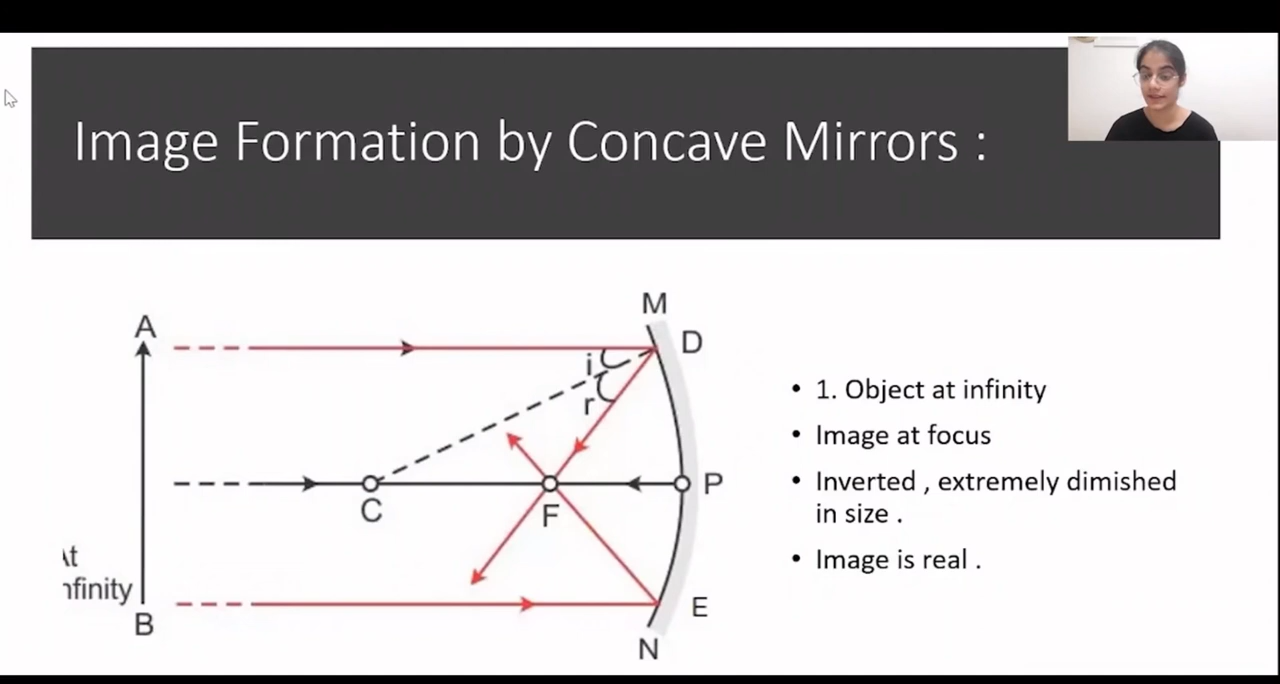 Image Formation by Concave Mirrors :
M
A
D
i
r
C
F
P
At
nfinity
B
E
N
• 1. Object at infinity
• Image at focus
• Inverted , extremely dimished
in size .
• Image is real .